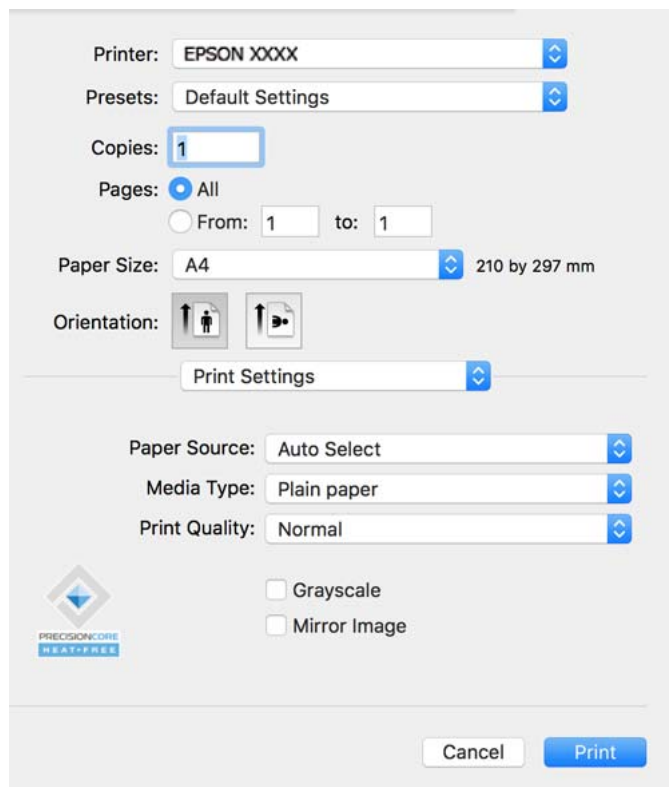 Printer: EPSON XXXX
Presets: Default Settings
Copies: 1
Pages: All
From: 1 to: 1
Paper Size: A4 210 by 297 mm
Orientation:
Print Settings
Paper Source: Auto Select
Media Type: Plain paper
Print Quality: Normal
Grayscale
Mirror Image
PRECISIONCORE
HEAT-FREE
Cancel Print